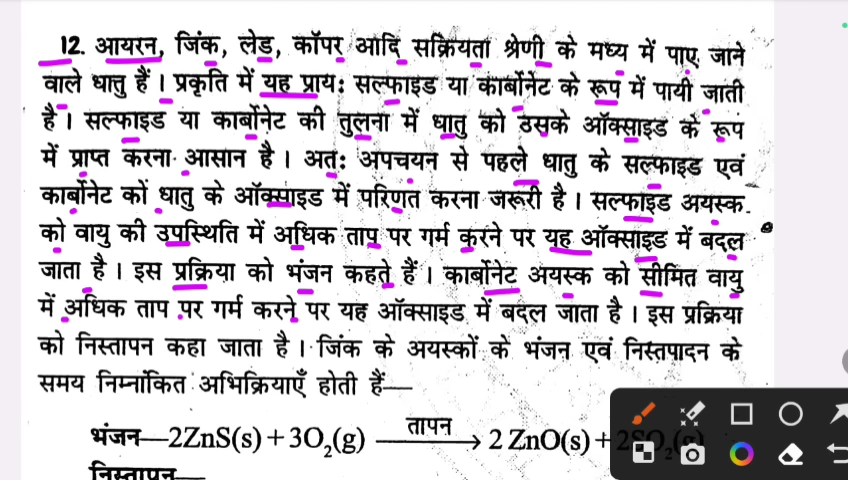 12. आयरन, जिंक, लेड, कॉपर आदि सक्रियता श्रेणी के मध्य में पाए जाने
वाले धातु हैं । प्रकृति में यह प्रायः सल्फाइड या कार्बोनेट के रूप में पायी जाती
है । सल्फाइड या कार्बोनेट की तुलना में धातु को उसके ऑक्साइड के रूप
में प्राप्त करना आसान है । अतः अपचयन से पहले धातु के सल्फाइड एवं
कार्बोनेट कों धातु के ऑक्साइड में परिणत करना जरूरी है । सल्फाइड अयस्क
को वायु की उपस्थिति में अधिक ताप पर गर्म करने पर यह ऑक्साइड में बदल
जाता है । इस प्रक्रिया को भंजन कहते हैं । कार्बोनेट अयस्क को सीमित वायु
में अधिक ताप पर गर्म करने पर यह ऑक्साइड में बदल जाता है । इस प्रक्रिया
को निस्तापन कहा जाता है । जिंक के अयस्कों के भंजन एवं निस्तपादन के
समय निम्नांकित अभिक्रियाएँ होती हैं—
तापन
भंजन—2ZnS(s)+3O₂(g) ⟶ 2 ZnO(s)+2SO₂(g)
निस्तापन—